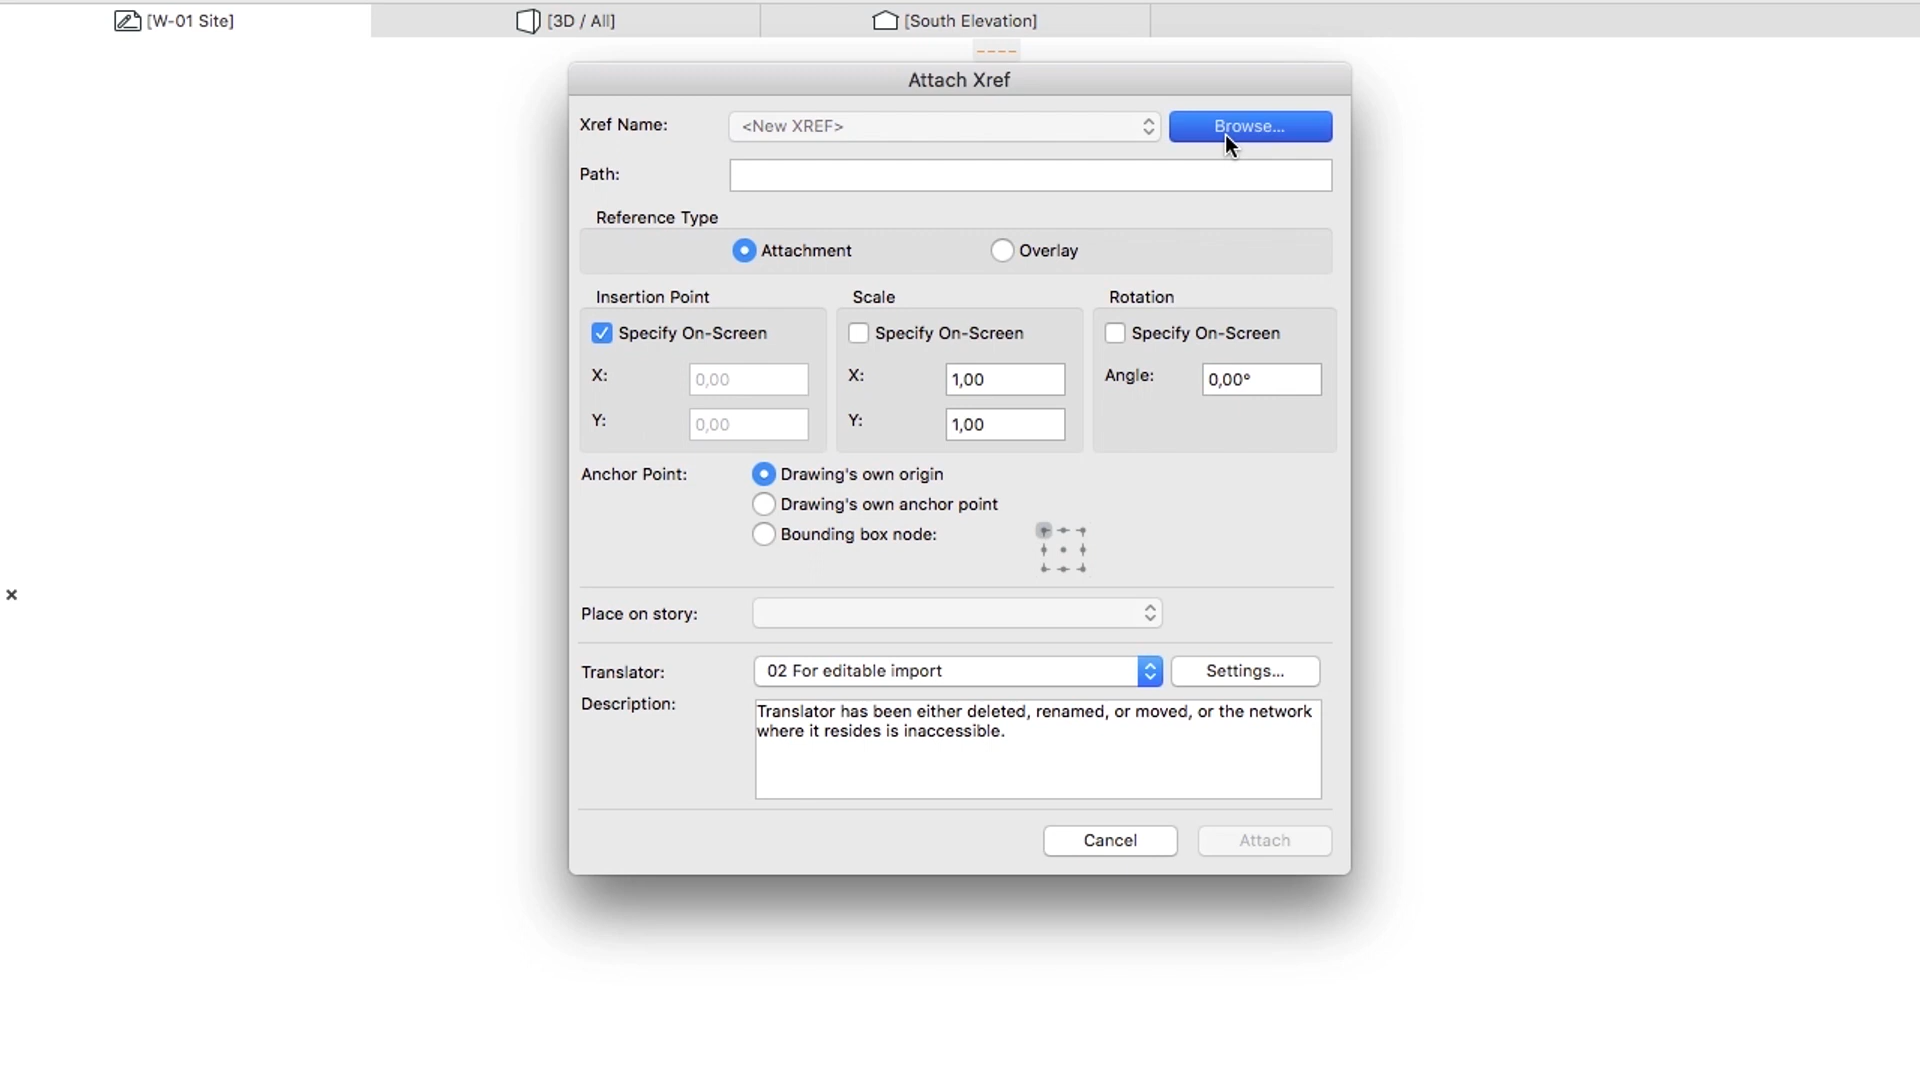 [W-01 Site]
[3D / All]
[South Elevation]
Attach Xref
Xref Name:
<New XREF>
Browse...
Path:
Reference Type
Attachment
Overlay
Insertion Point
Scale
Rotation
Specify On-Screen
Specify On-Screen
Specify On-Screen
X:
0,00
X:
1,00
Angle:
0,00°
Y:
0,00
Y:
1,00
Anchor Point:
Drawing's own origin
Drawing's own anchor point
Bounding box node:
Place on story:
Translator:
02 For editable import
Settings...
Description:
Translator has been either deleted, renamed, or moved, or the network
where it resides is inaccessible.
Cancel
Attach